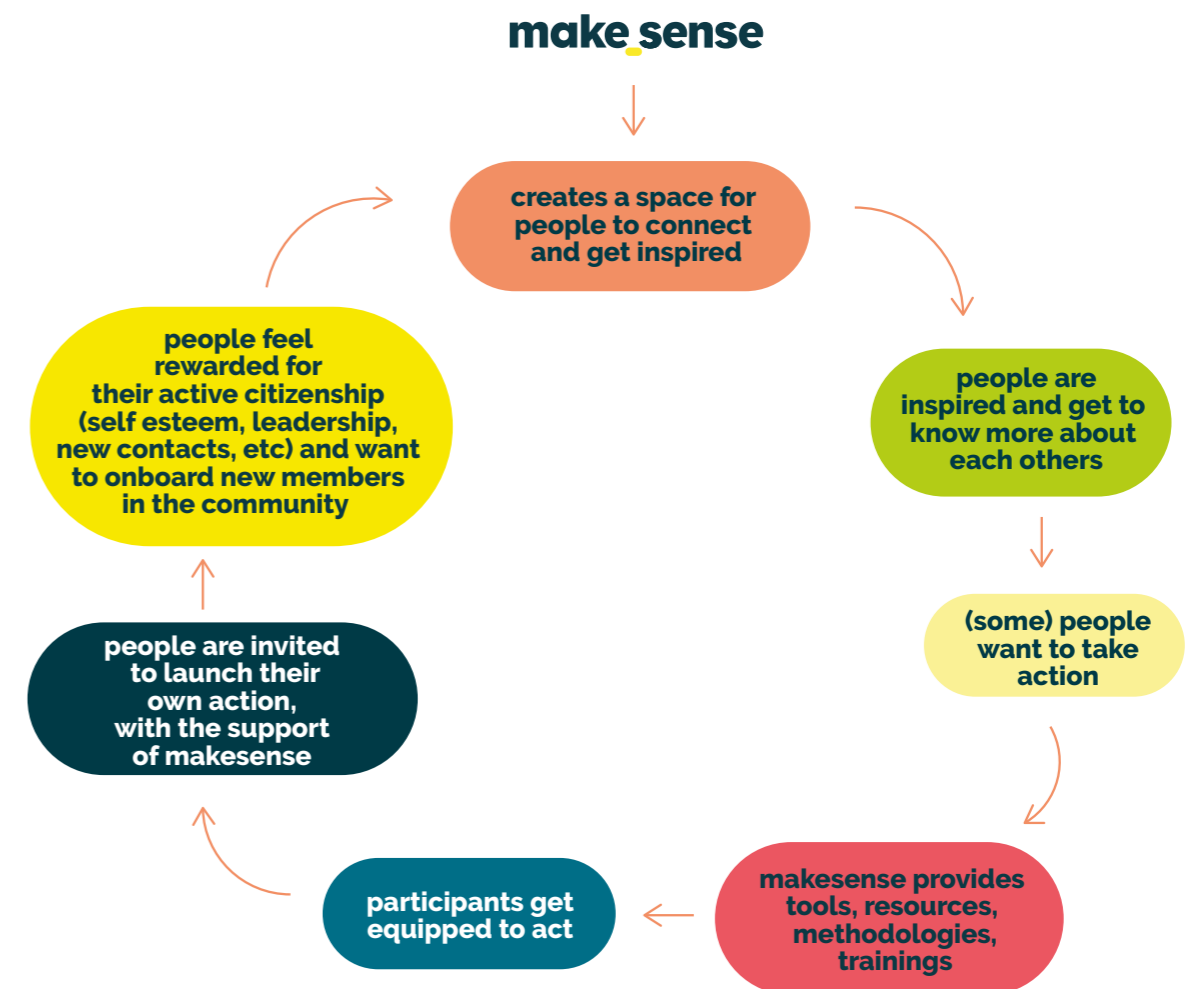 make_sense
creates a space for
people to connect
and get inspired
people are
inspired and get to
know more about
each others
(some) people
want to take
action
makesense provides
tools, resources,
methodologies,
trainings
participants get
equipped to act
people are invited
to launch their
own action,
with the support
of makesense
people feel
rewarded for
their active citizenship
(self esteem, leadership,
new contacts, etc) and want
to onboard new members
in the community